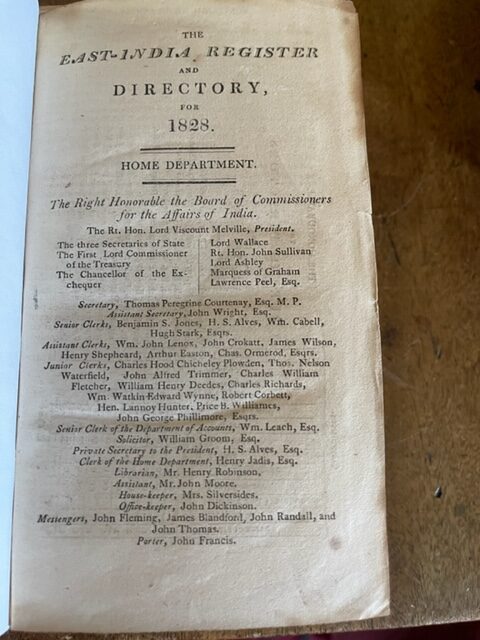 THE
EAST-INDIA REGISTER
AND
DIRECTORY,
FOR
1828.
HOME DEPARTMENT.
The Right Honorable the Board of Commissioners
for the Affairs of India.
The Rt. Hon. Lord Viscount Melville, President.
The three Secretaries of State
The First Lord Commissioner
of the Treasury
The Chancellor of the Ex-
chequer
Lord Wallace
Rt. Hon. John Sullivan
Lord Ashley
Marquess of Graham
Lawrence Peel, Esq.
Secretary, Thomas Peregrine Courtenay, Esq. M. P.
Assistant Secretary, John Wright, Esq.
Senior Clerks, Benjamin S. Jones, H. S. Alves, Wm. Cabell,
Hugh Stark, Esqrs.
Assistant Clerks, Wm. John Lenox, John Crokatt, James Wilson,
Henry Shepheard, Arthur Easton, Chas. Ormerod, Esqrs.
Junior Clerks, Charles Hood Chicheley Plowden, Thos. Nelson
Waterfield, John Alfred Trimmer, Charles William
Fletcher, William Henry Deedes, Charles Richards,
Wm. Watkin Edward Wynne, Robert Corbett,
Hen. Lannoy Hunter, Price B. Williames,
John George Phillimore, Esqrs.
Senior Clerk of the Department of Accounts, Wm. Leach, Esq.
Solicitor, William Groom, Esq.
Private Secretary to the President, H. S. Alves, Esq.
Clerk of the Home Department, Henry Jadis, Esq.
Librarian, Mr. Henry Robinson.
Assistant, Mr. John Moore.
House-keeper, Mrs. Silversides.
Office-keeper, John Dickinson.
Messengers, John Fleming, James Blandford, John Randall, and
John Thomas.
Porter, John Francis.